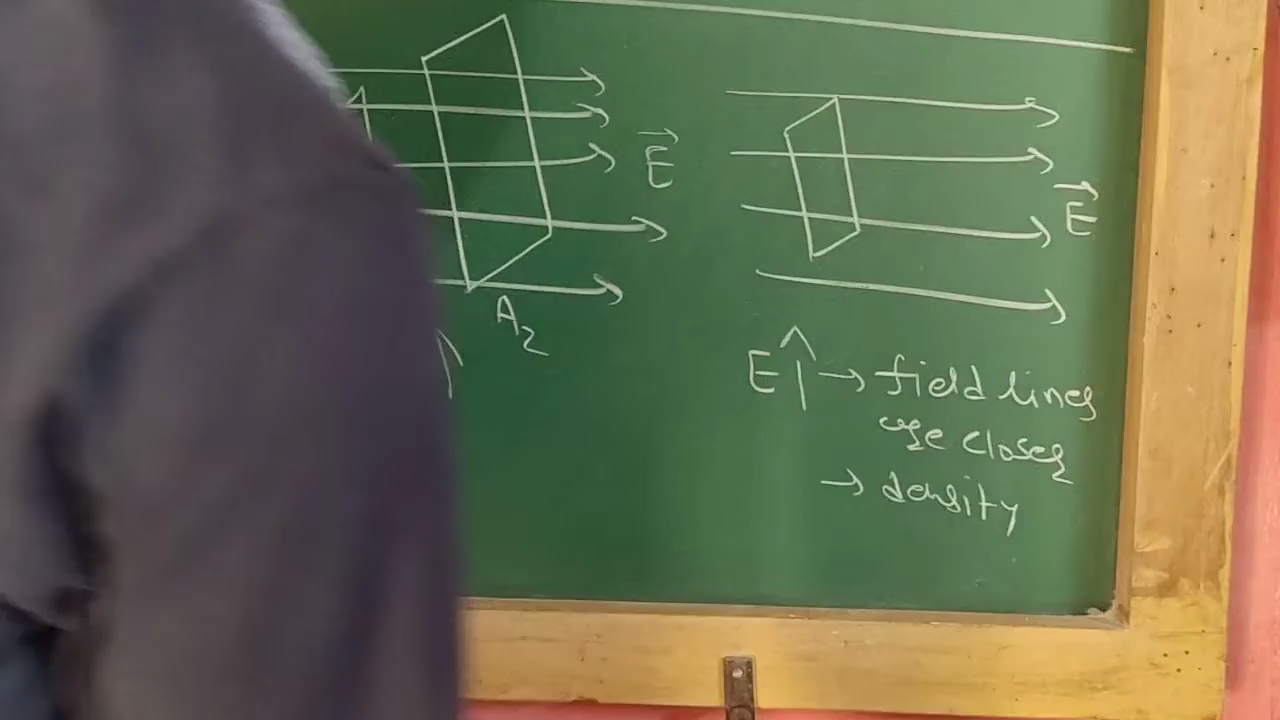 E⃗
E⃗
A₂
↑
E↑ → field lines
are closer
→ density